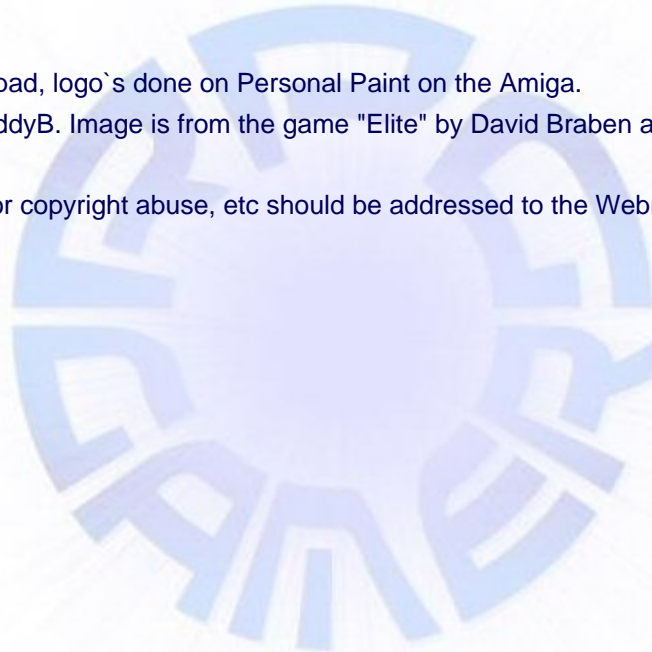 oad, logo`s done on Personal Paint on the Amiga.
ddyB. Image is from the game "Elite" by David Braben a
or copyright abuse, etc should be addressed to the Web